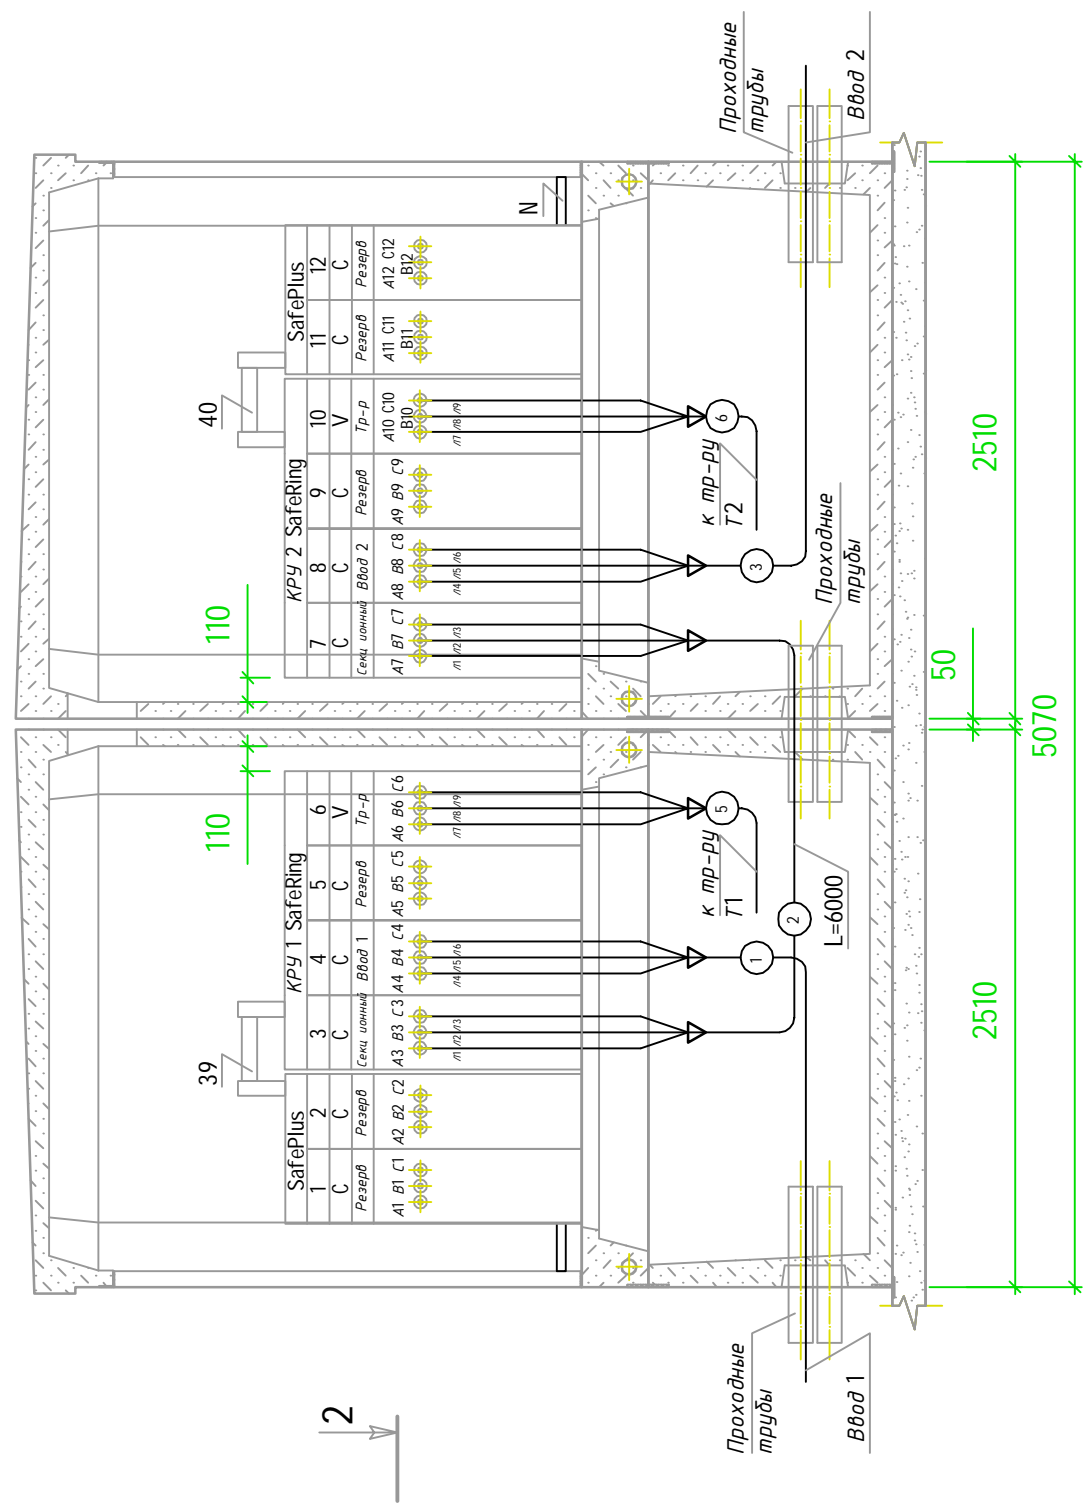 2
39
40
110
110
SafePlus
КРУ 1 SafeRing
КРУ 2 SafeRing
SafePlus
1 2 3 4 5 6 7 8 9 10 11 12
C C C C C V C C C V C C
Резерв Резерв Секц ионный Ввод 1 Резерв Тр-р Секц ионный Ввод 2 Резерв Тр-р Резерв Резерв
A1 B1 C1 A2 B2 C2 A3 B3 C3 A4 B4 C4 A5 B5 C5 A6 B6 C6 A7 B7 C7 A8 B8 C8 A9 B9 C9 A10 C10 A11 C11 A12 C12
B10 B11 B12
Л1 Л2 Л3 Л4 Л5 Л6 Л7 Л8 Л9 Л1 Л2 Л3 Л4 Л5 Л6 Л7 Л8 Л9
N
к тр-ру
Т1
к тр-ру
Т2
5
6
1
3
2
L=6000
Проходные
трубы
Ввод 1
Проходные
трубы
Проходные
трубы
Ввод 2
50
2510
2510
5070